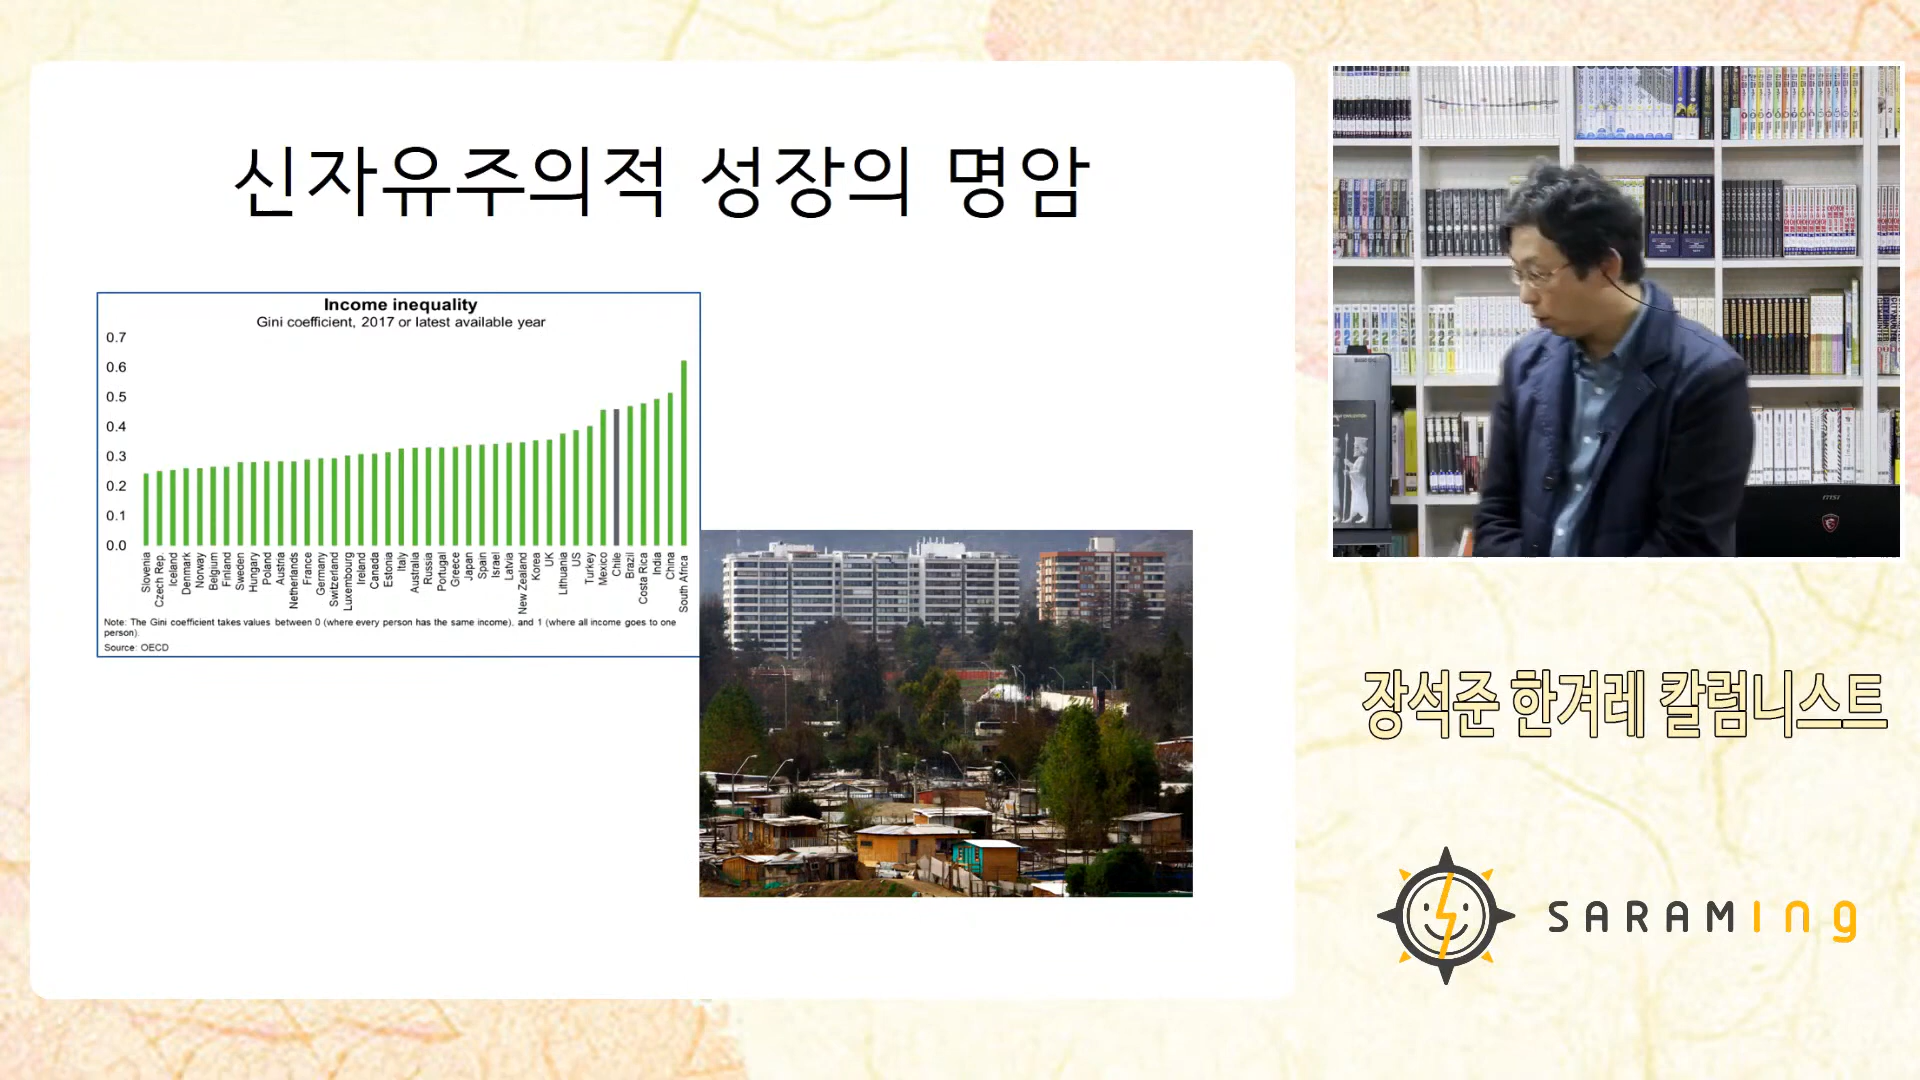 신자유주의적 성장의 명암
Income inequality
Gini coefficient, 2017 or latest available year
0.7
0.6
0.5
0.4
0.3
0.2
0.1
0.0
Slovenia
Czech Rep.
Iceland
Denmark
Norway
Belgium
Finland
Sweden
Hungary
Poland
Austria
Netherlands
France
Germany
Switzerland
Luxembourg
Ireland
Canada
Estonia
Italy
Australia
Russia
Portugal
Greece
Japan
Spain
Israel
Latvia
New Zealand
Korea
UK
Lithuania
US
Turkey
Mexico
Chile
Brazil
Costa Rica
India
China
South Africa
Note: The Gini coefficient takes values between 0 (where every person has the same income), and 1 (where all income goes to one
person).
Source: OECD
msi
장석준 한겨레 칼럼니스트
SARAMIng